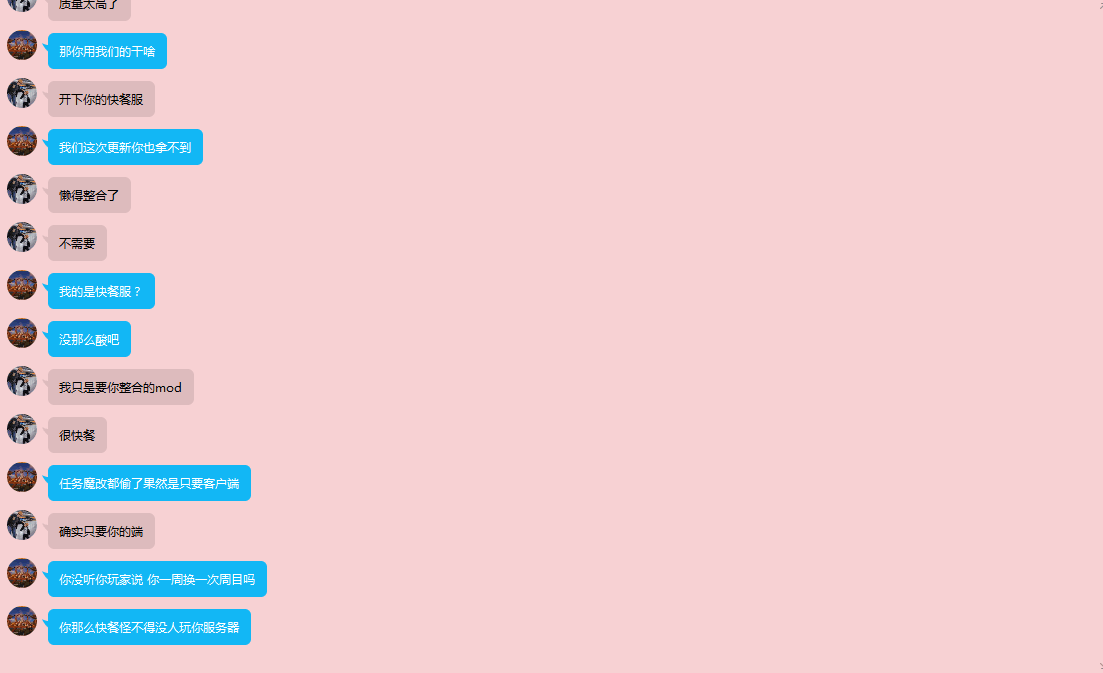 质量太高了
那你用我们的干啥
开下你的快餐服
我们这次更新你也拿不到
懒得整合了
不需要
我的是快餐服？
没那么酸吧
我只是要你整合的mod
很快餐
任务魔改都偷了果然是只要客户端
确实只要你的端
你没听你玩家说 你一周换一次周目吗
你那么快餐怪不得没人玩你服务器